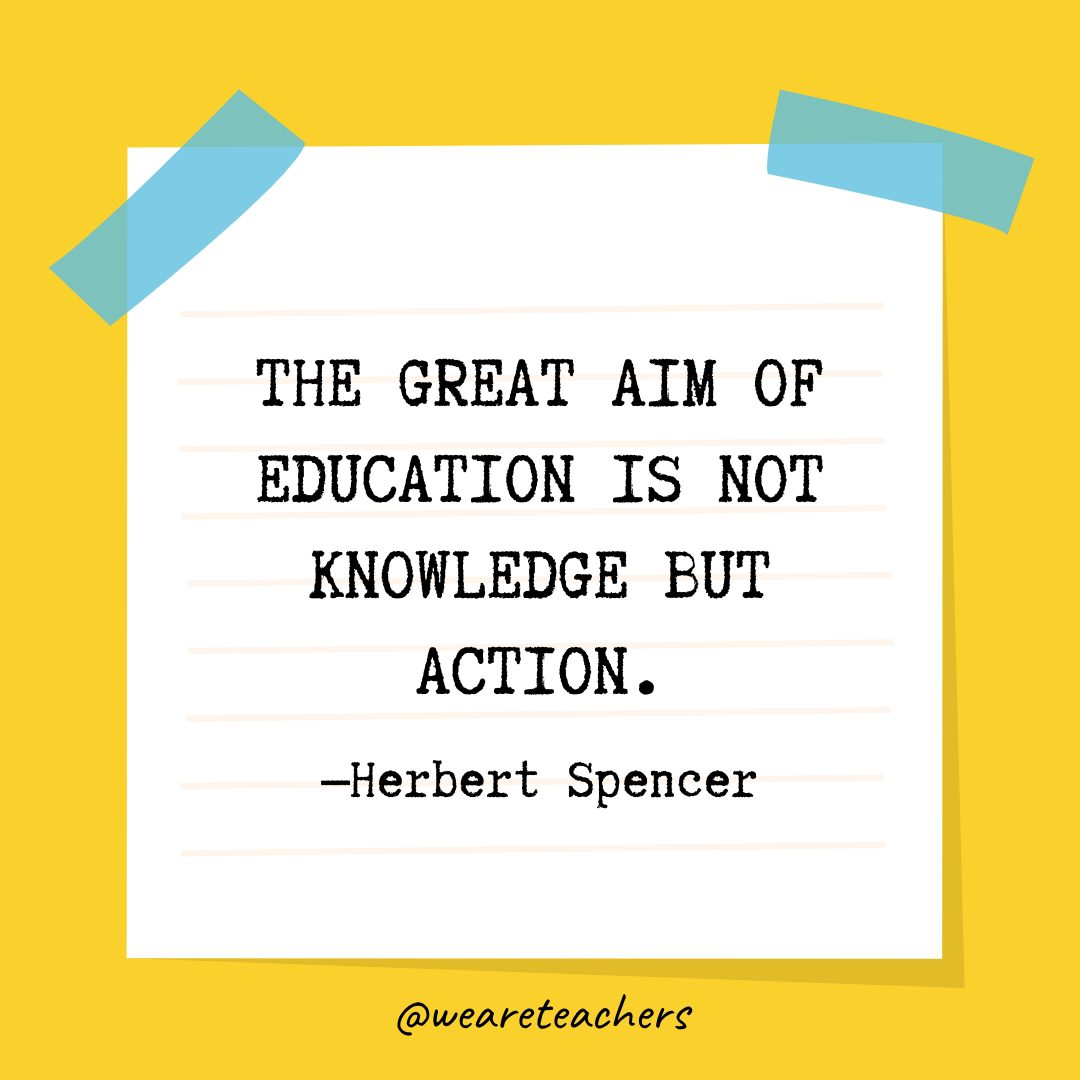 THE GREAT AIM OF
EDUCATION IS NOT
KNOWLEDGE BUT
ACTION.
—Herbert Spencer
@weareteachers